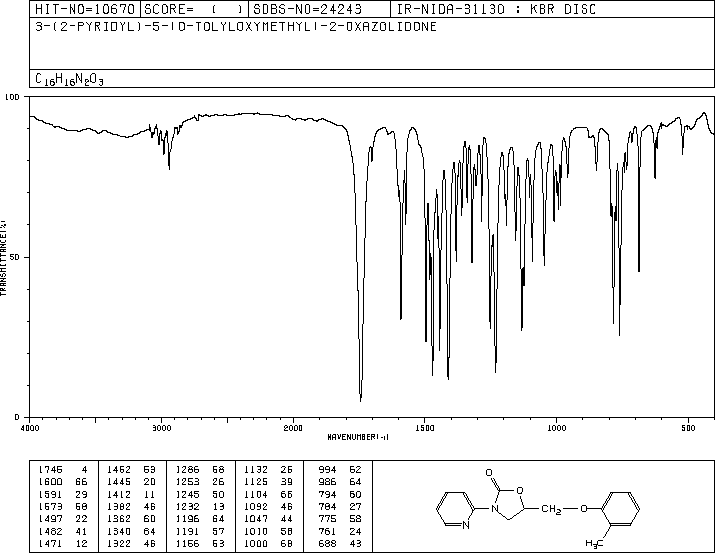 HIT-NO=10670 SCORE= ( ) SDBS-NO=24243 IR-NIDA-31130 : KBR DISC
3-(2-PYRIDYL)-5-(O-TOLYLOXYMETHYL)-2-OXAZOLIDONE
C16H16N2O3
100
50
0
TRANSMITTANCE(%)
4000 3000 2000 1500 1000 500
WAVENUMBER(-1)
1745 4 1462 59 1286 58 1132 26 994 62
1600 66 1445 20 1253 26 1125 39 986 64
1591 29 1412 11 1245 50 1104 66 794 60
1573 58 1382 46 1232 13 1092 46 784 27
1497 22 1362 60 1196 64 1047 44 775 58
1482 41 1340 64 1191 57 1010 58 761 24
1471 12 1322 46 1156 53 1000 68 688 43
O
O
N
N
CH2
O
H3C